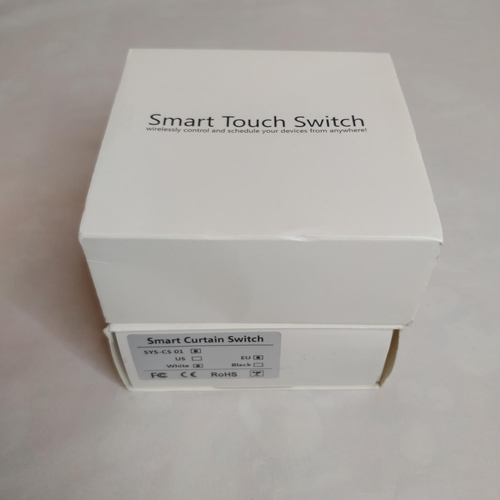 Smart Touch Switch
wirelessly control and schedule your devices from anywhere!
Smart Curtain Switch
SYS-CS 01
US EU
White Black
FC CE RoHS